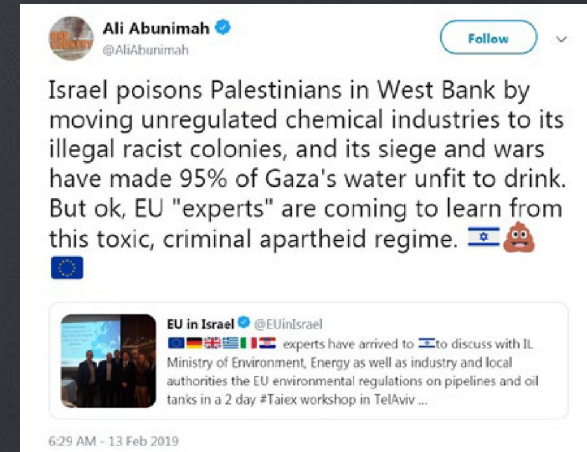 Ali Abunimah
@AliAbunimah
Follow
Israel poisons Palestinians in West Bank by
moving unregulated chemical industries to its
illegal racist colonies, and its siege and wars
have made 95% of Gaza's water unfit to drink.
But ok, EU "experts" are coming to learn from
this toxic, criminal apartheid regime. 🇮🇱💩
🇪🇺
EU in Israel @EUinIsrael
experts have arrived to 🇮🇱to discuss with IL
Ministry of Environment, Energy as well as industry and local
authorities the EU environmental regulations on pipelines and oil
tanks in a 2 day #Taiex workshop in TelAviv ...
6:29 AM - 13 Feb 2019